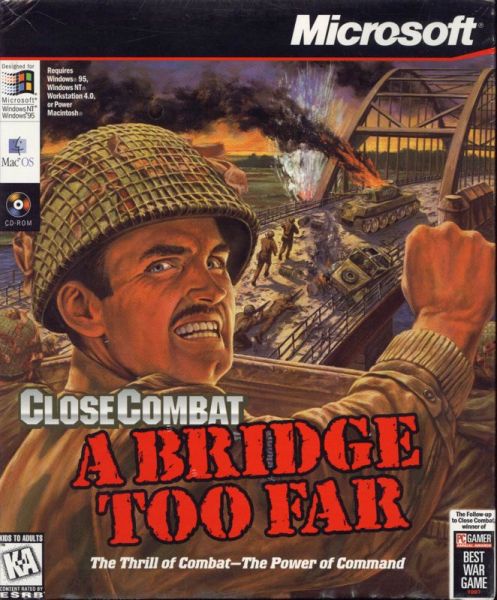 Microsoft®
Designed for
Microsoft®
Windows NT®
Windows®95
Requires
Windows® 95,
Windows NT®
Workstation 4.0,
or Power
Macintosh®
Mac OS
CD-ROM
CLOSE COMBAT
A BRIDGE
TOO FAR
The Thrill of Combat—The Power of Command
KIDS TO ADULTS
K-A
CONTENT RATED BY
ESRB
The Follow-up
to Close Combat,
winner of
PC GAMER
BEST
WAR
GAME